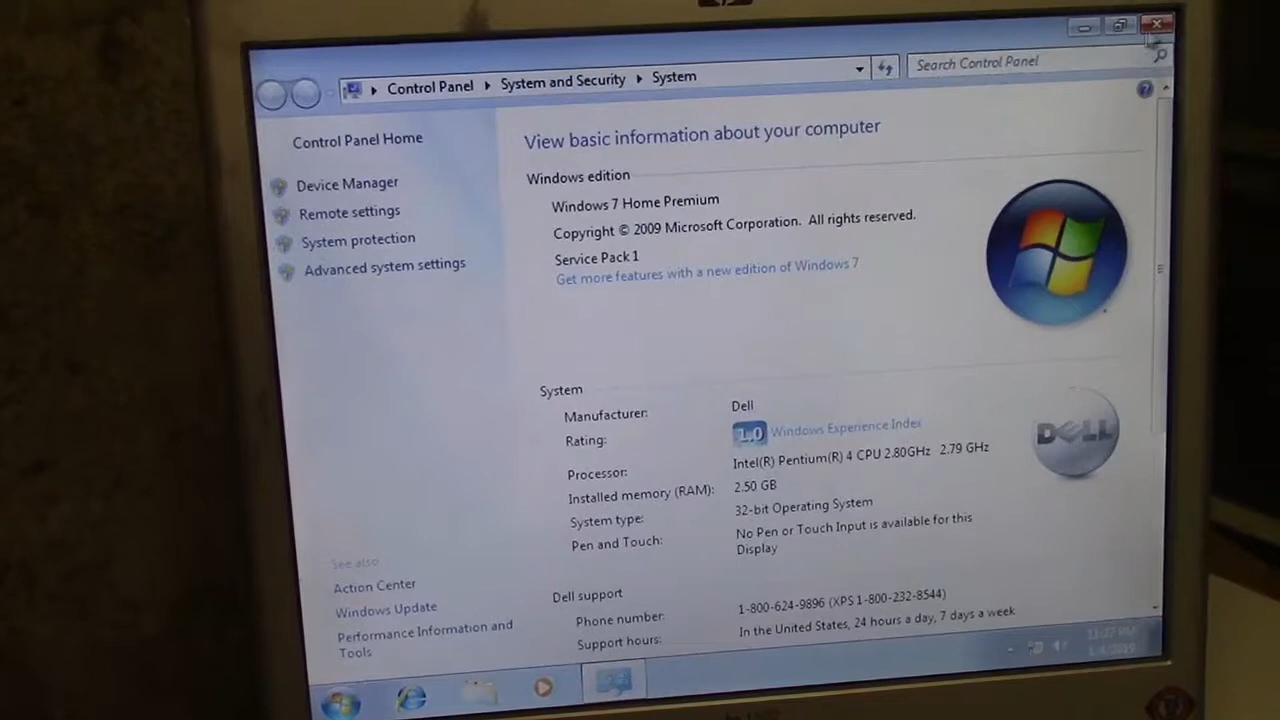 Control Panel ▸ System and Security ▸ System
Search Control Panel
Control Panel Home
Device Manager
Remote settings
System protection
Advanced system settings
View basic information about your computer
Windows edition
Windows 7 Home Premium
Copyright © 2009 Microsoft Corporation. All rights reserved.
Service Pack 1
Get more features with a new edition of Windows 7
System
Manufacturer: Dell
Rating: 1.0 Windows Experience Index
Processor: Intel(R) Pentium(R) 4 CPU 2.80GHz 2.79 GHz
Installed memory (RAM): 2.50 GB
System type: 32-bit Operating System
Pen and Touch: No Pen or Touch Input is available for this
Display
DELL
See also
Action Center
Windows Update
Performance Information and
Tools
Dell support
Phone number: 1-800-624-9896 (XPS 1-800-232-8544)
Support hours: In the United States, 24 hours a day, 7 days a week